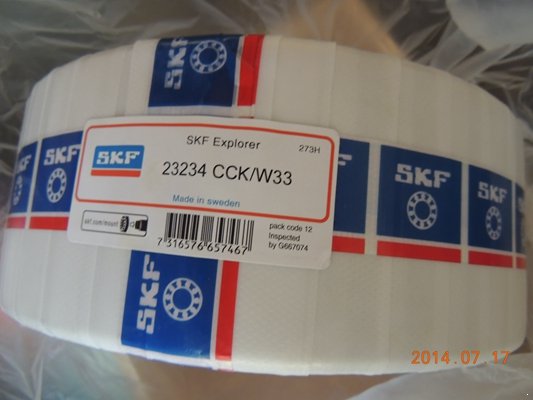 SKF
SKF
SKF Explorer
273H
SKF
23234 CCK/W33
Made in sweden
skf.com/mount
pack code 12
Inspected
by G667074
7 316576 657467
SKF
SKF
SKF
2014.07.17